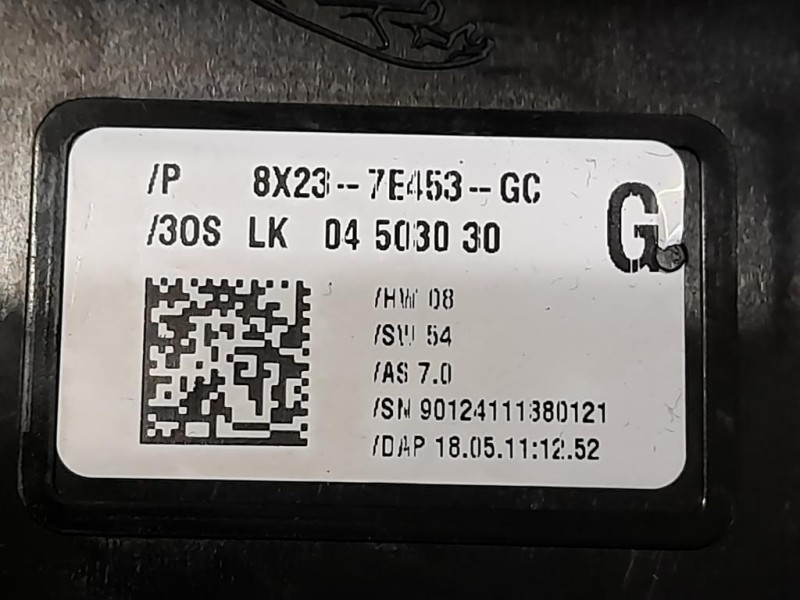 /P 8X23-7E453-GC
/3OS LK 04 5030 30
G
/HW 08
/SW 54
/AS 7.0
/SN 90124111380121
/DAP 18.05.11:12.52